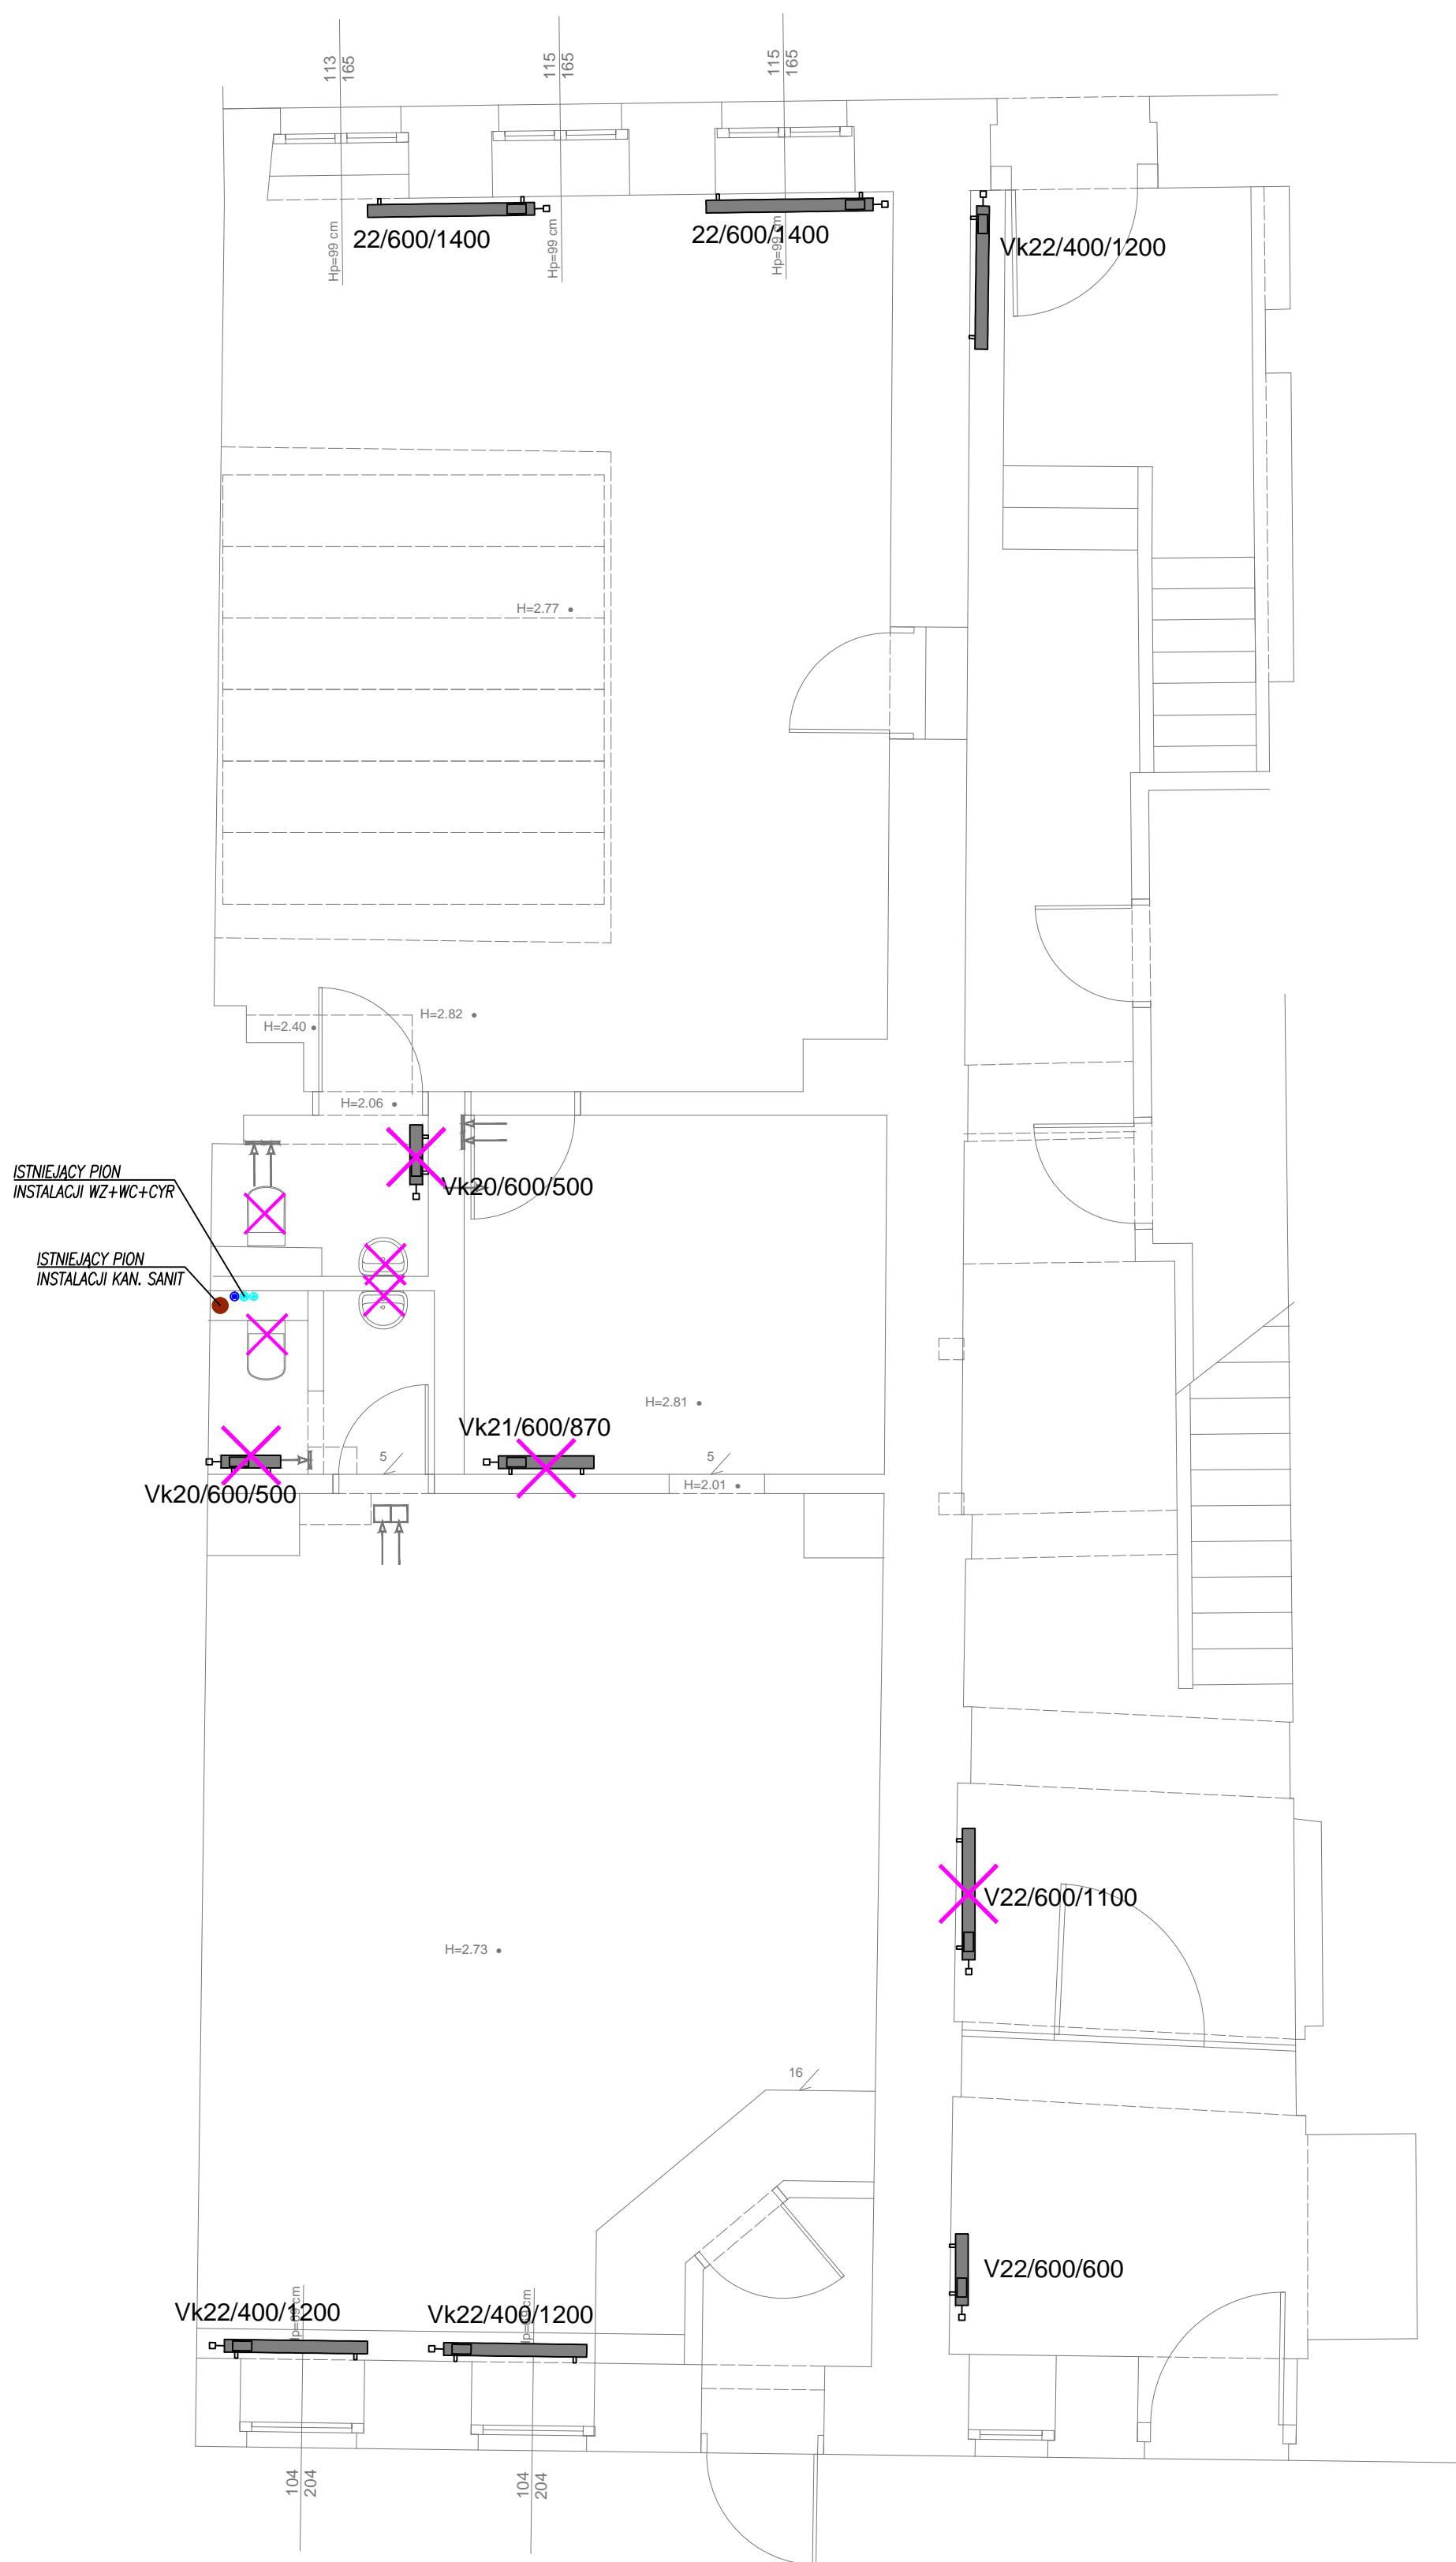 113
165
115
165
115
165
Hp=99 cm
Hp=99 cm
Hp=99 cm
22/600/1400
22/600/1400
Vk22/400/1200
H=2.77
H=2.82
H=2.40
H=2.06
ISTNIEJĄCY PION
INSTALACJI WZ+WC+CYR
Vk20/600/500
ISTNIEJĄCY PION
INSTALACJI KAN. SANIT
H=2.81
Vk21/600/870
5
5
H=2.01
Vk20/600/500
V22/600/1100
H=2.73
16
V22/600/600
Vk22/400/1200
Vk22/400/1200
104
204
104
204